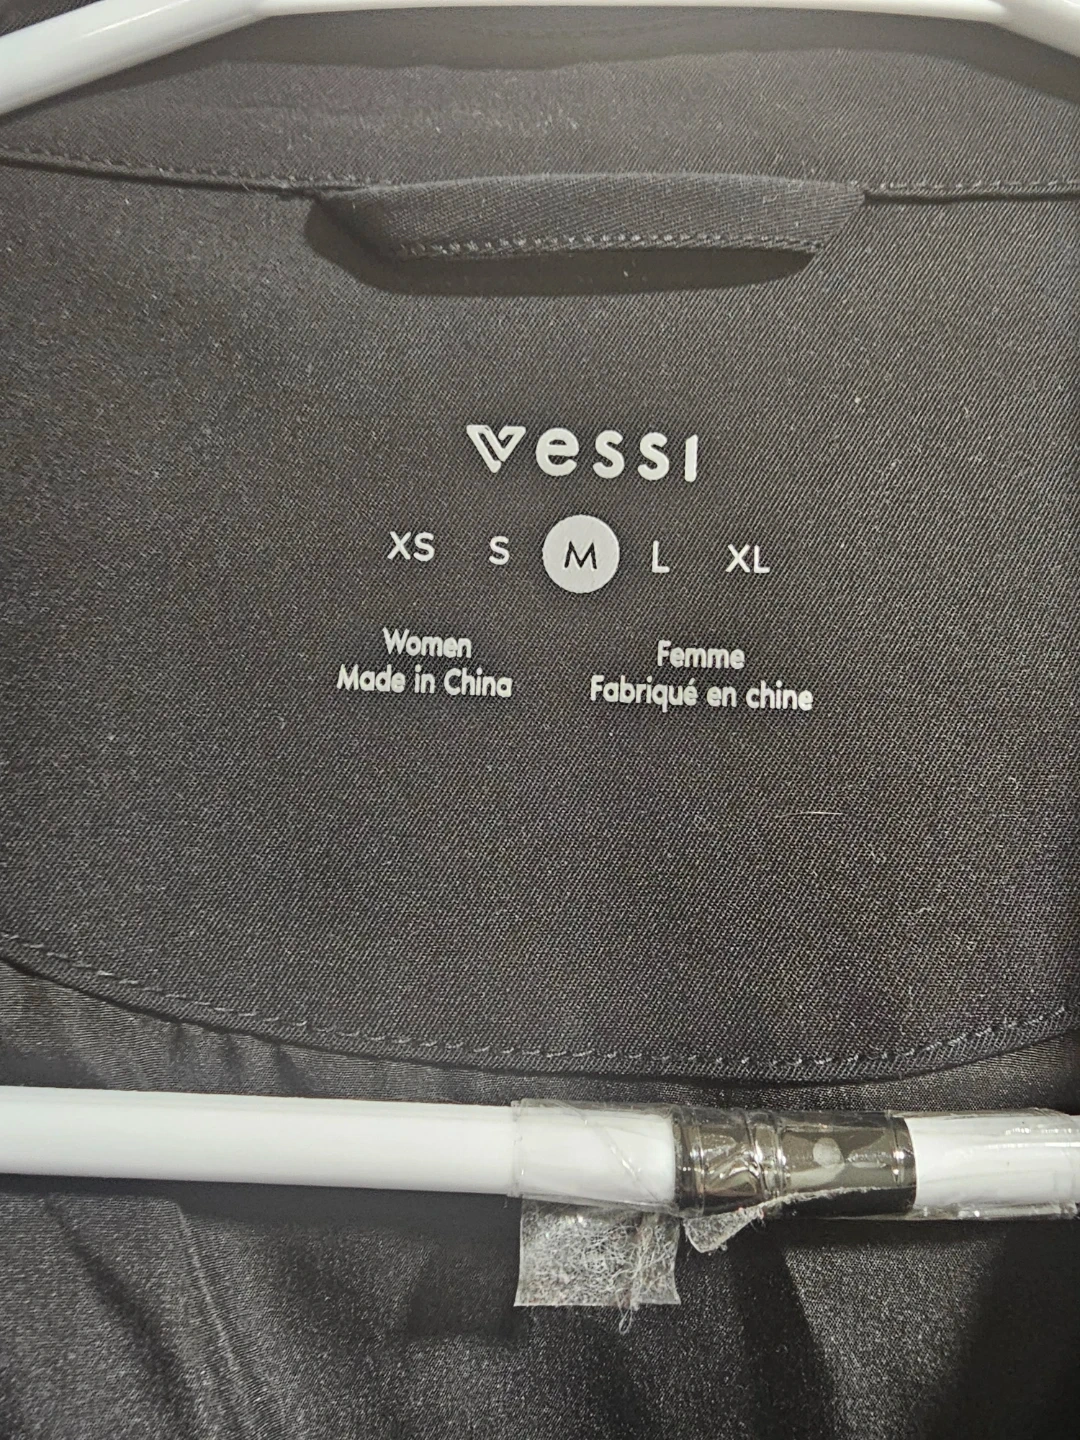 vessi
XS S M L XL
Women
Made in China
Femme
Fabriqué en chine